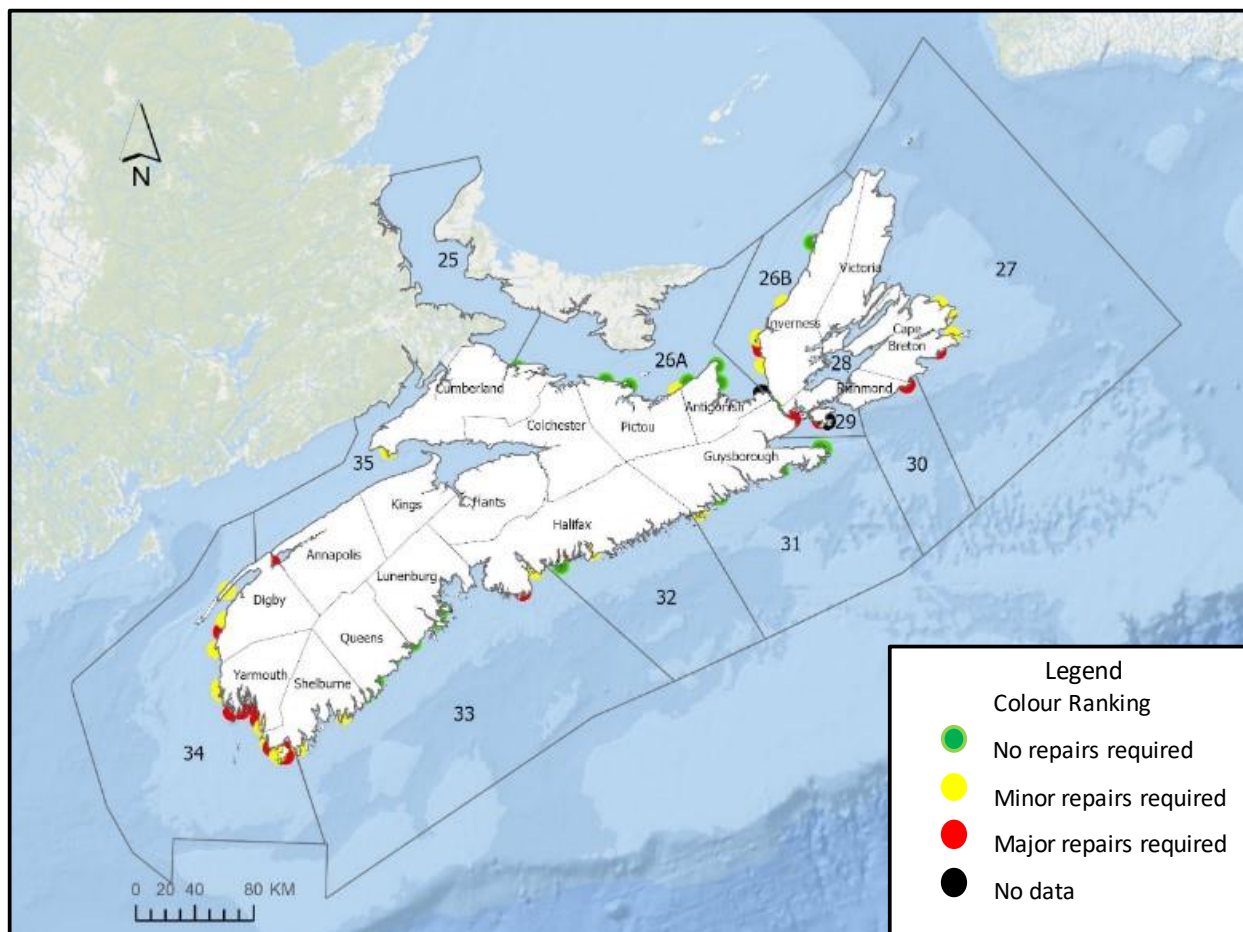 N
25
26B
Victoria
27
Inverness
Cape
Breton
26A
28
Cumberland
Richmond
Antigonish
29
Colchester
Pictou
35
Guysborough
30
Kings
Hants
Halifax
Annapolis
31
Lunenburg
Digby
32
Queens
Yarmouth
Shelburne
33
34
0 20 40 80 KM
Legend
Colour Ranking
No repairs required
Minor repairs required
Major repairs required
No data